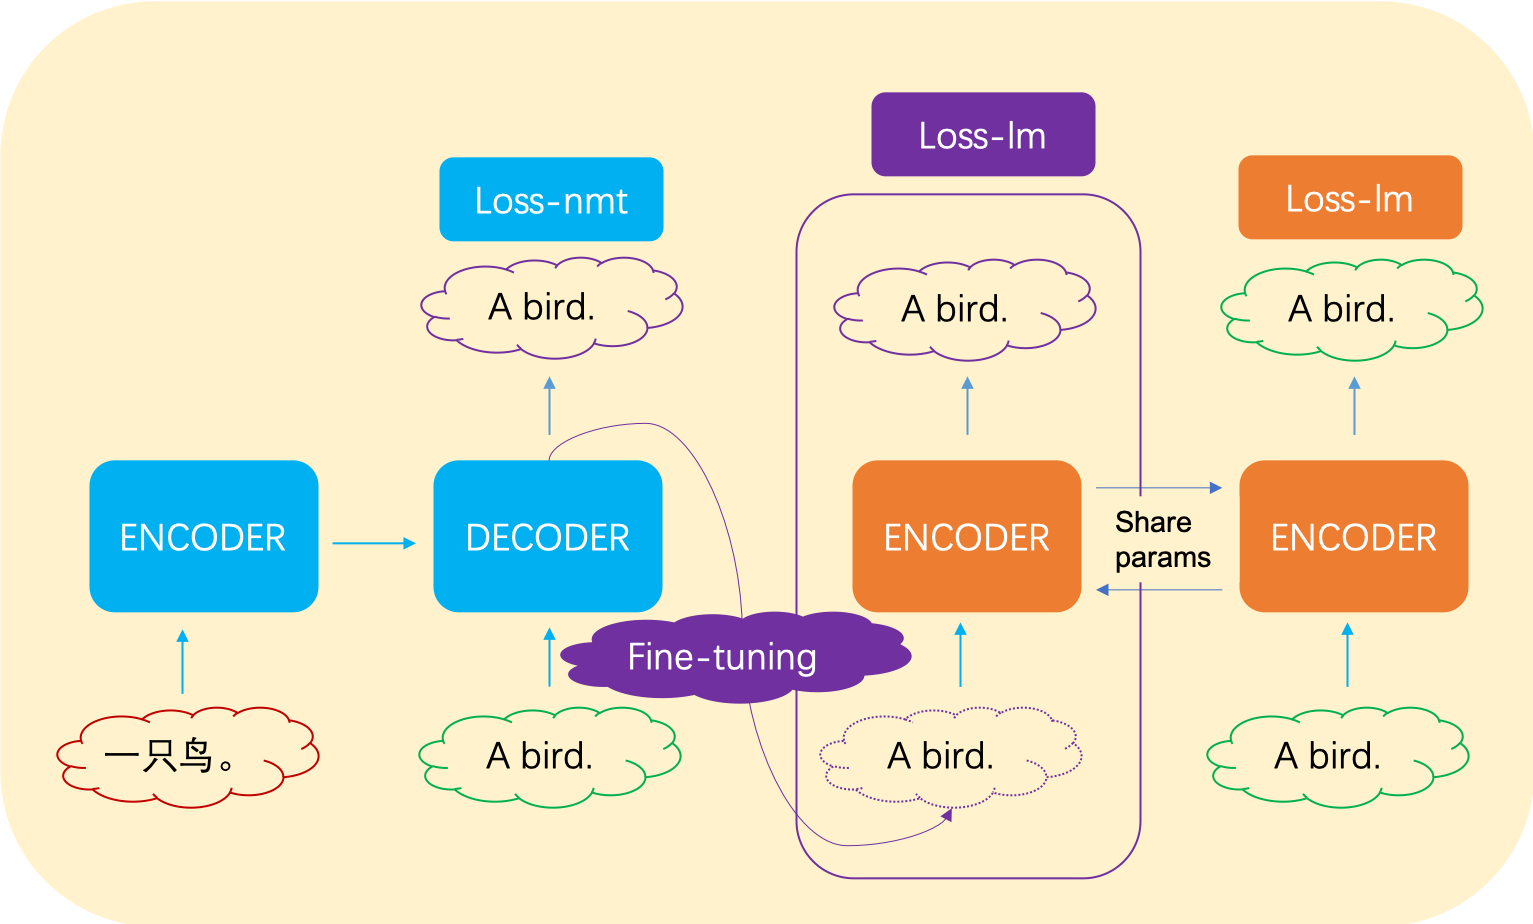 Loss-lm
Loss-nmt
Loss-lm
A bird.
A bird.
A bird.
ENCODER
DECODER
ENCODER
Share
params
ENCODER
Fine-tuning
一只鸟。
A bird.
A bird.
A bird.